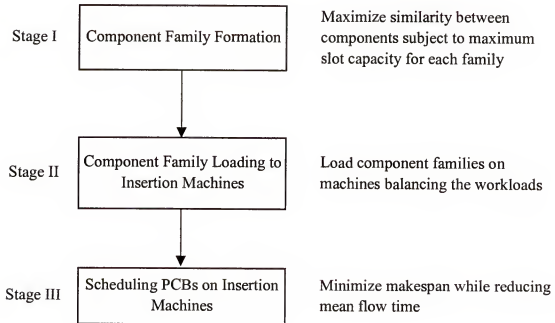 Stage I
Component Family Formation
Maximize similarity between
components subject to maximum
slot capacity for each family
Stage II
Component Family Loading to
Insertion Machines
Load component families on
machines balancing the workloads
Stage III
Scheduling PCBs on Insertion
Machines
Minimize makespan while reducing
mean flow time